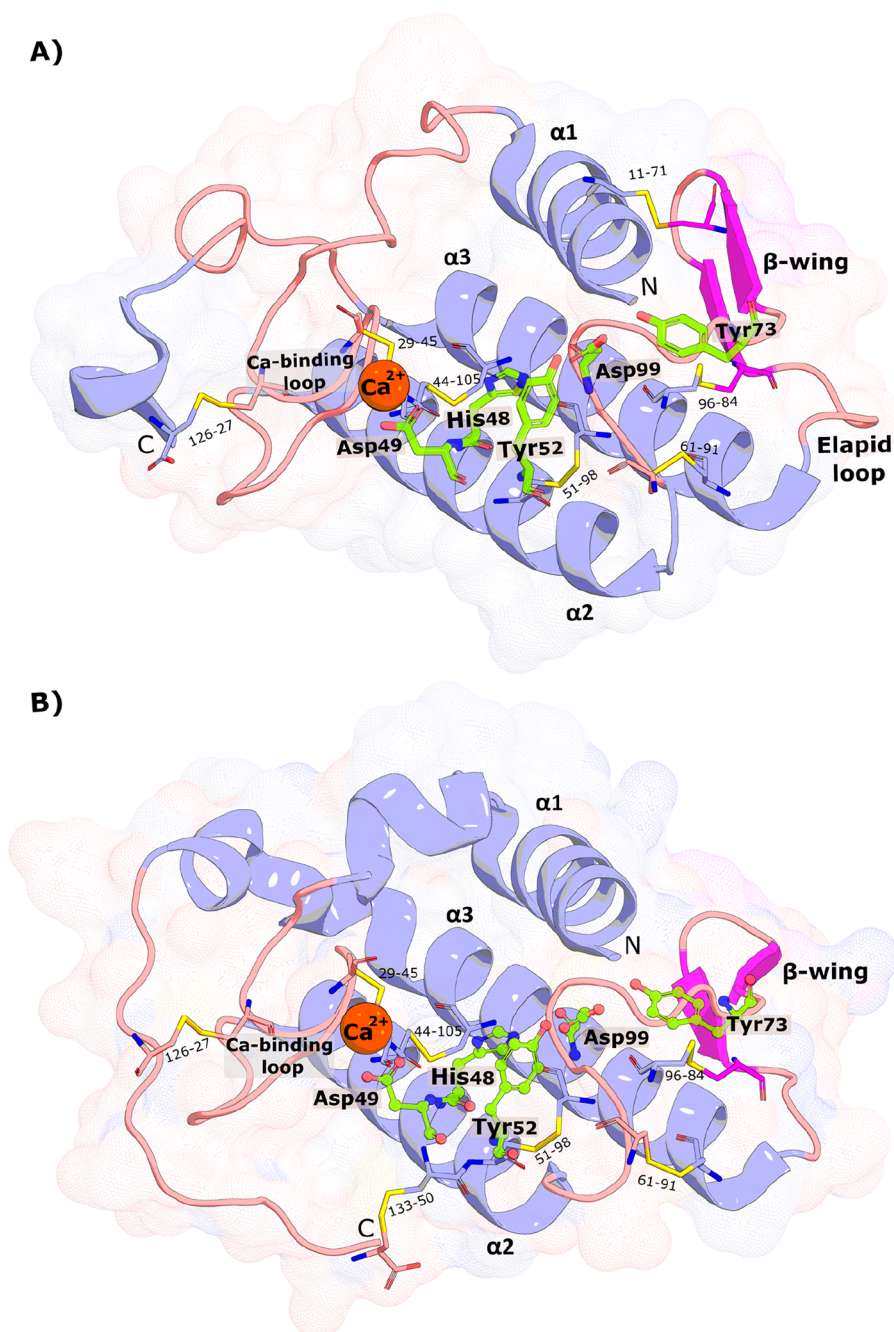 A)
α1
11-71
N
β-wing
α3
Tyr73
29-45
Ca-binding
loop
Ca2+
Asp99
44-105
96-84
His48
Asp49
Tyr52
61-91
Elapid
loop
C
126-27
51-98
α2
B)
α1
N
α3
β-wing
29-45
Tyr73
Ca2+
44-105
Asp99
126-27
Ca-binding
loop
His48
96-84
Asp49
Tyr52
51-98
61-91
133-50
C
α2